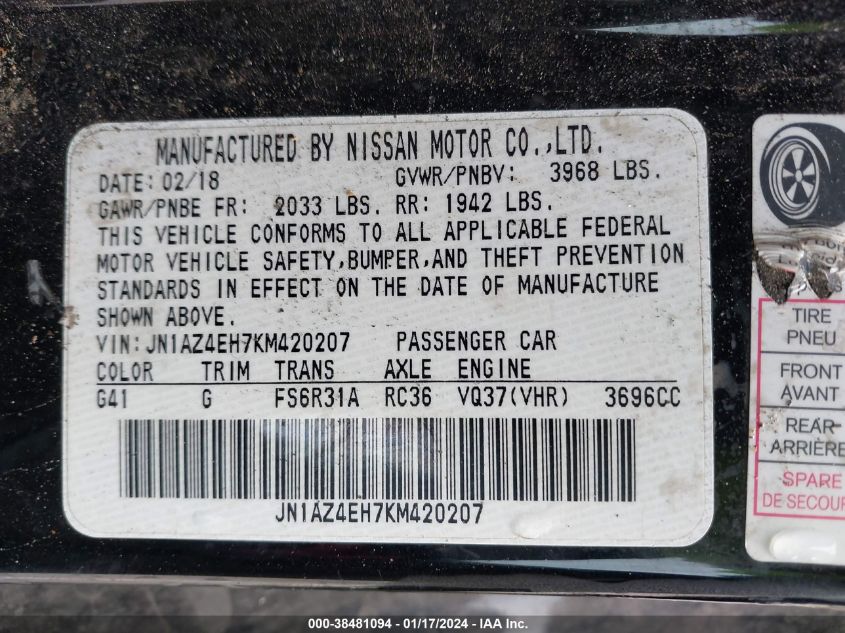 MANUFACTURED BY NISSAN MOTOR CO.,LTD.
DATE: 02/18 GVWR/PNBV: 3968 LBS.
GAWR/PNBE FR: 2033 LBS. RR: 1942 LBS.
THIS VEHICLE CONFORMS TO ALL APPLICABLE FEDERAL
MOTOR VEHICLE SAFETY,BUMPER,AND THEFT PREVENTION
STANDARDS IN EFFECT ON THE DATE OF MANUFACTURE
SHOWN ABOVE.
VIN: JN1AZ4EH7KM420207 PASSENGER CAR
COLOR TRIM TRANS AXLE ENGINE
G41 G FS6R31A RC36 VQ37(VHR) 3696CC
JN1AZ4EH7KM420207
TIRE
PNEU
FRONT
AVANT
REAR
ARRIÈRE
SPARE
DE SECOUR
000-38481094 - 01/17/2024 - IAA Inc.